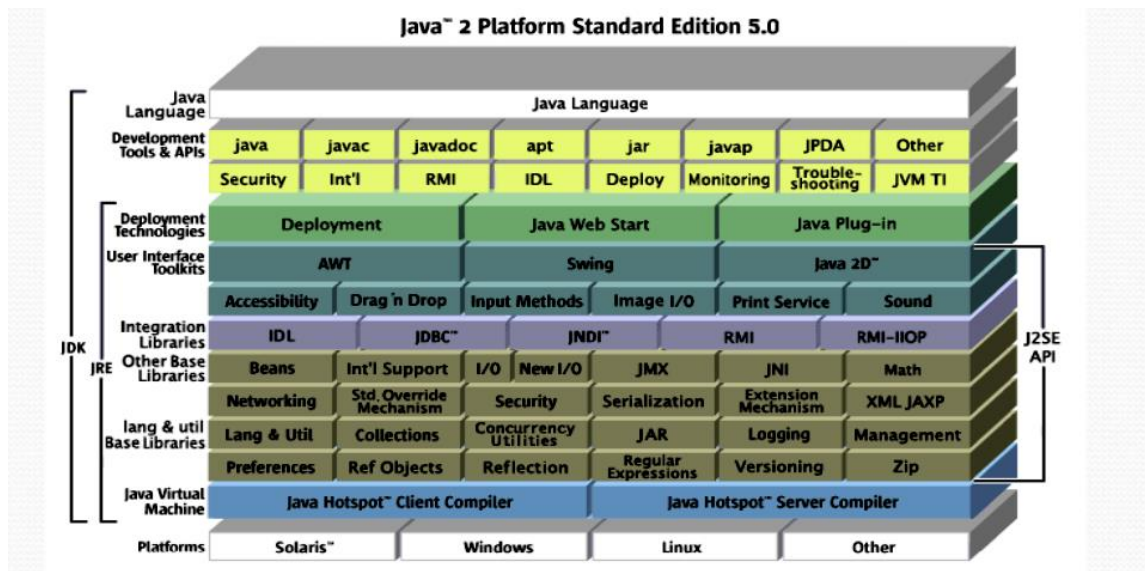 Java™ 2 Platform Standard Edition 5.0
Java Language
Java Language
Development Tools & APIs
java javac javadoc apt jar javap JPDA Other
Security Int'l RMI IDL Deploy Monitoring Trouble-shooting JVM TI
Deployment Technologies
Deployment Java Web Start Java Plug-in
User Interface Toolkits
AWT Swing Java 2D™
Accessibility Drag 'n Drop Input Methods Image I/O Print Service Sound
Integration Libraries
IDL JDBC™ JNDI™ RMI RMI-IIOP
JDK
JRE
J2SE API
Other Base Libraries
Beans Int'l Support I/O New I/O JMX JNI Math
Networking Std. Override Mechanism Security Serialization Extension Mechanism XML JAXP
lang & util Base Libraries
Lang & Util Collections Concurrency Utilities JAR Logging Management
Preferences Ref Objects Reflection Regular Expressions Versioning Zip
Java Virtual Machine
Java Hotspot™ Client Compiler Java Hotspot™ Server Compiler
Platforms
Solaris™ Windows Linux Other